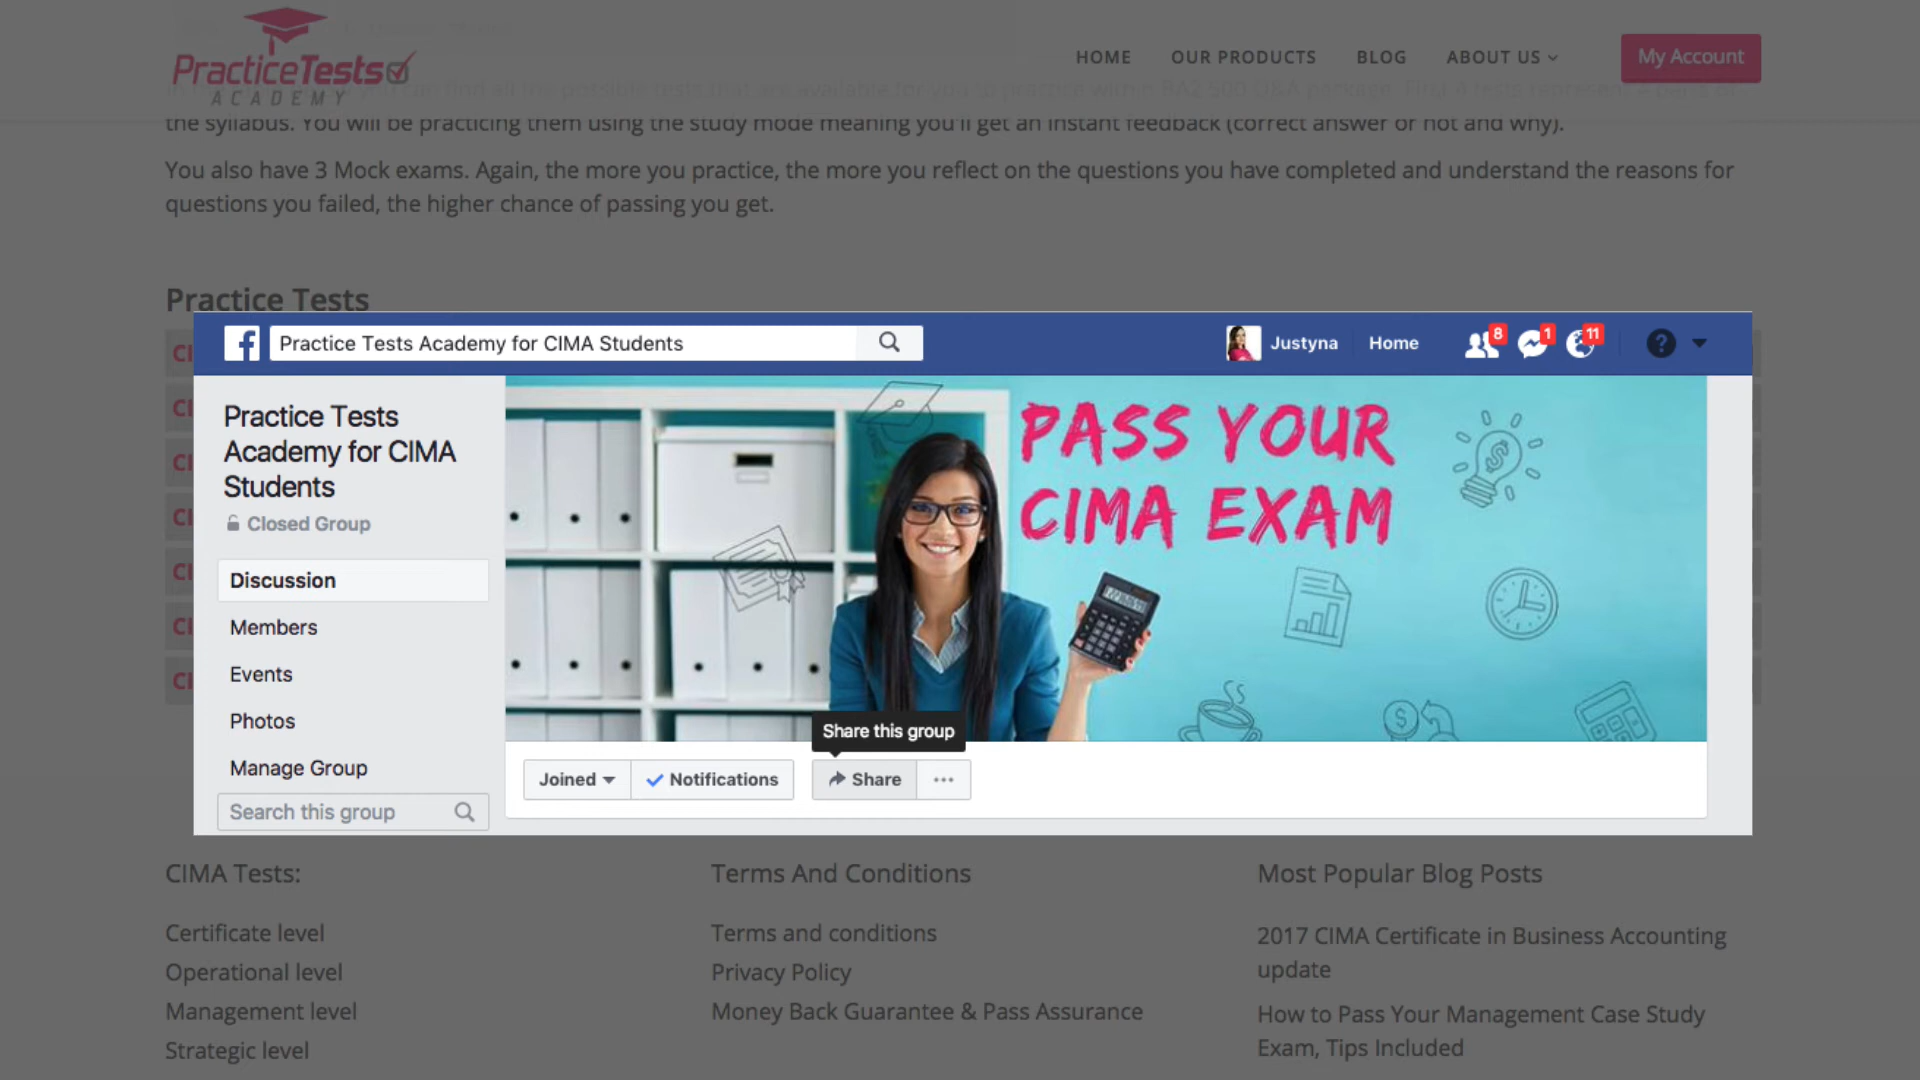 PracticeTests
ACADEMY
HOME
OUR PRODUCTS
BLOG
ABOUT US
My Account
the syllabus. You will be practicing them using the study mode meaning you'll get an instant feedback (correct answer or not and why).
You also have 3 Mock exams. Again, the more you practice, the more you reflect on the questions you have completed and understand the reasons for
questions you failed, the higher chance of passing you get.
Practice Tests
Practice Tests Academy for CIMA Students
Justyna
Home
8
1
11
?
Practice Tests
Academy for CIMA
Students
Closed Group
Discussion
Members
Events
Photos
Manage Group
Search this group
PASS YOUR
CIMA EXAM
Share this group
Joined
Notifications
Share
CIMA Tests:
Certificate level
Operational level
Management level
Strategic level
Terms And Conditions
Terms and conditions
Privacy Policy
Money Back Guarantee & Pass Assurance
Most Popular Blog Posts
2017 CIMA Certificate in Business Accounting
update
How to Pass Your Management Case Study
Exam, Tips Included